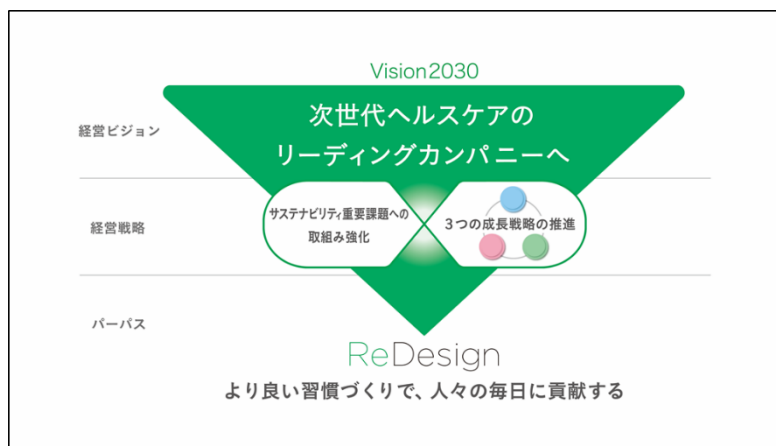 Vision2030
経営ビジョン
次世代ヘルスケアの
リーディングカンパニーへ
経営戦略
サステナビリティ重要課題への
取組み強化
3つの成長戦略の推進
パーパス
ReDesign
より良い習慣づくりで、人々の毎日に貢献する